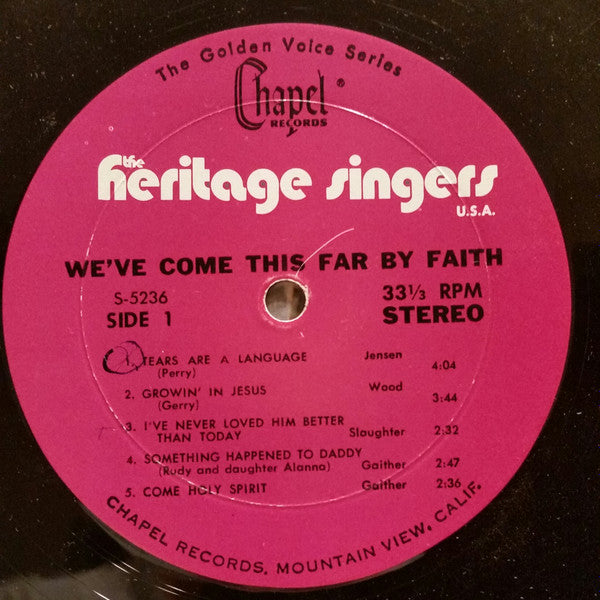 The Golden Voice Series
Chapel®
RECORDS
the
heritage singers
U.S.A.
WE'VE COME THIS FAR BY FAITH
S-5236
33⅓ RPM
SIDE 1
STEREO
1. TEARS ARE A LANGUAGE Jensen 4:04
(Perry)
2. GROWIN' IN JESUS Wood 3:44
(Gerry)
3. I'VE NEVER LOVED HIM BETTER
THAN TODAY Slaughter 2:32
4. SOMETHING HAPPENED TO DADDY
(Rudy and daughter Alanna) Gaither 2:47
5. COME HOLY SPIRIT Gaither 2:36
CHAPEL RECORDS, MOUNTAIN VIEW, CALIF.